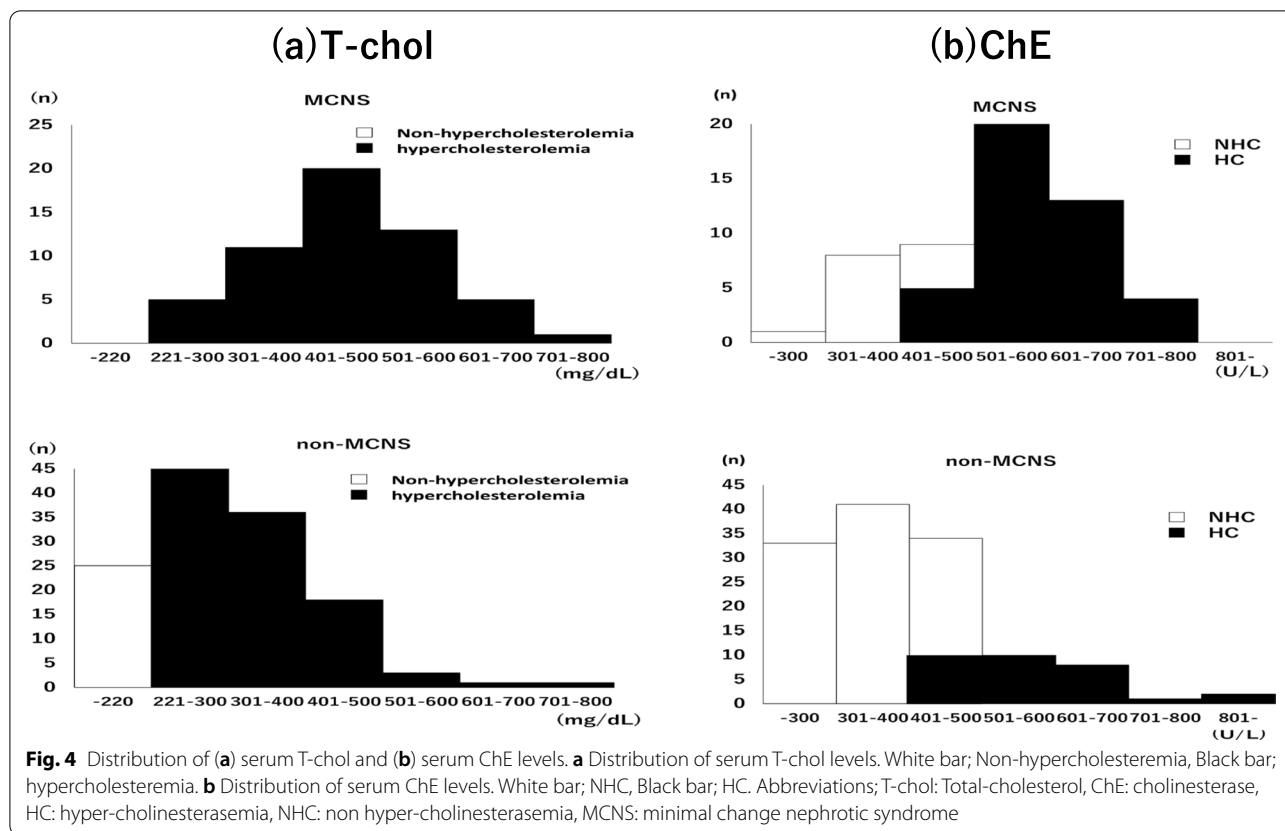 (a)T-chol
(b)ChE
(n)
MCNS
25
20
15
10
5
0
Non-hypercholesterolemia
hypercholesterolemia
-220 221-300 301-400 401-500 501-600 601-700 701-800
(mg/dL)
(n)
MCNS
20
15
10
5
0
NHC
HC
-300 301-400 401-500 501-600 601-700 701-800 801-
(U/L)
(n)
non-MCNS
45
40
35
30
25
20
15
10
5
0
Non-hypercholesterolemia
hypercholesterolemia
-220 221-300 301-400 401-500 501-600 601-700 701-800
(mg/dL)
(n)
non-MCNS
45
40
35
30
25
20
15
10
5
0
NHC
HC
-300 301-400 401-500 501-600 601-700 701-800 801-
(U/L)
Fig. 4 Distribution of (a) serum T-chol and (b) serum ChE levels. a Distribution of serum T-chol levels. White bar; Non-hypercholesteremia, Black bar;
hypercholesteremia. b Distribution of serum ChE levels. White bar; NHC, Black bar; HC. Abbreviations; T-chol: Total-cholesterol, ChE: cholinesterase,
HC: hyper-cholinesterasemia, NHC: non hyper-cholinesterasemia, MCNS: minimal change nephrotic syndrome